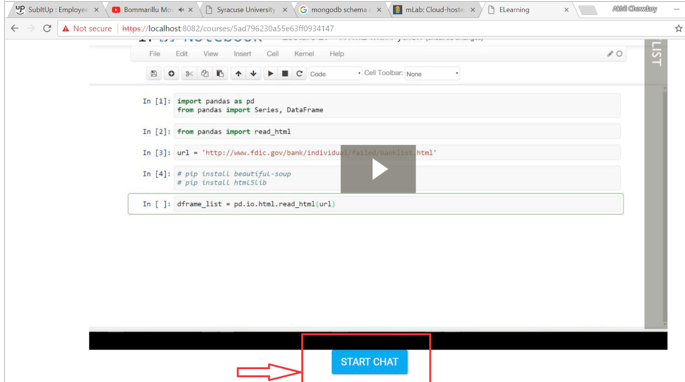 SubItUp : Employe
Bommarillu Mo
Syracuse University
mongodb schema
mLab: Cloud-hoste
ELearning
Not secure
https://localhost:8082/courses/5ad796230a55e63ff0934147
LIST
File Edit View Insert Cell Kernel Help
Code
Cell Toolbar: None
In [1]: import pandas as pd
from pandas import Series, DataFrame
In [2]: from pandas import read_html
In [3]: url = 'http://www.fdic.gov/bank/individual/failed/banklist.html'
In [4]: # pip install beautiful-soup
# pip install html5lib
In [ ]: dframe_list = pd.io.html.read_html(url)
START CHAT